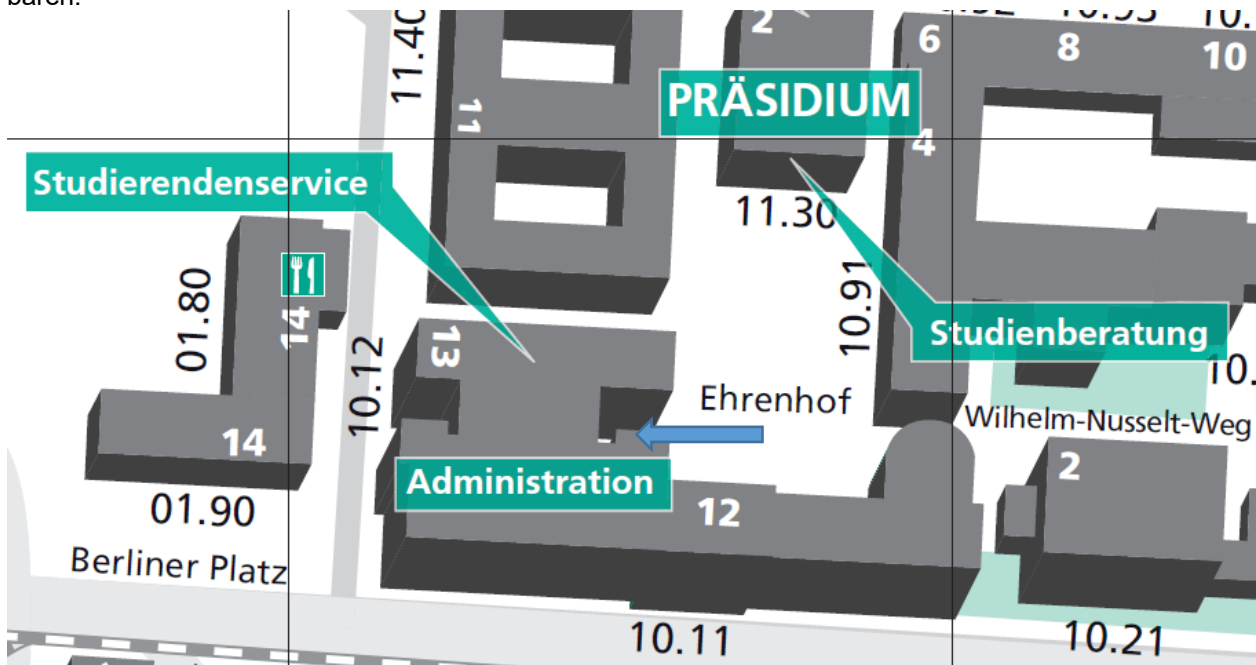 baren.
11.40
2
6
8
10
PRÄSIDIUM
11
4
Studierendenservice
11.30
01.80
14
10.91
13
Studienberatung
10.12
Ehrenhof
Wilhelm-Nusselt-Weg
14
Administration
2
12
01.90
Berliner Platz
10.11
10.21